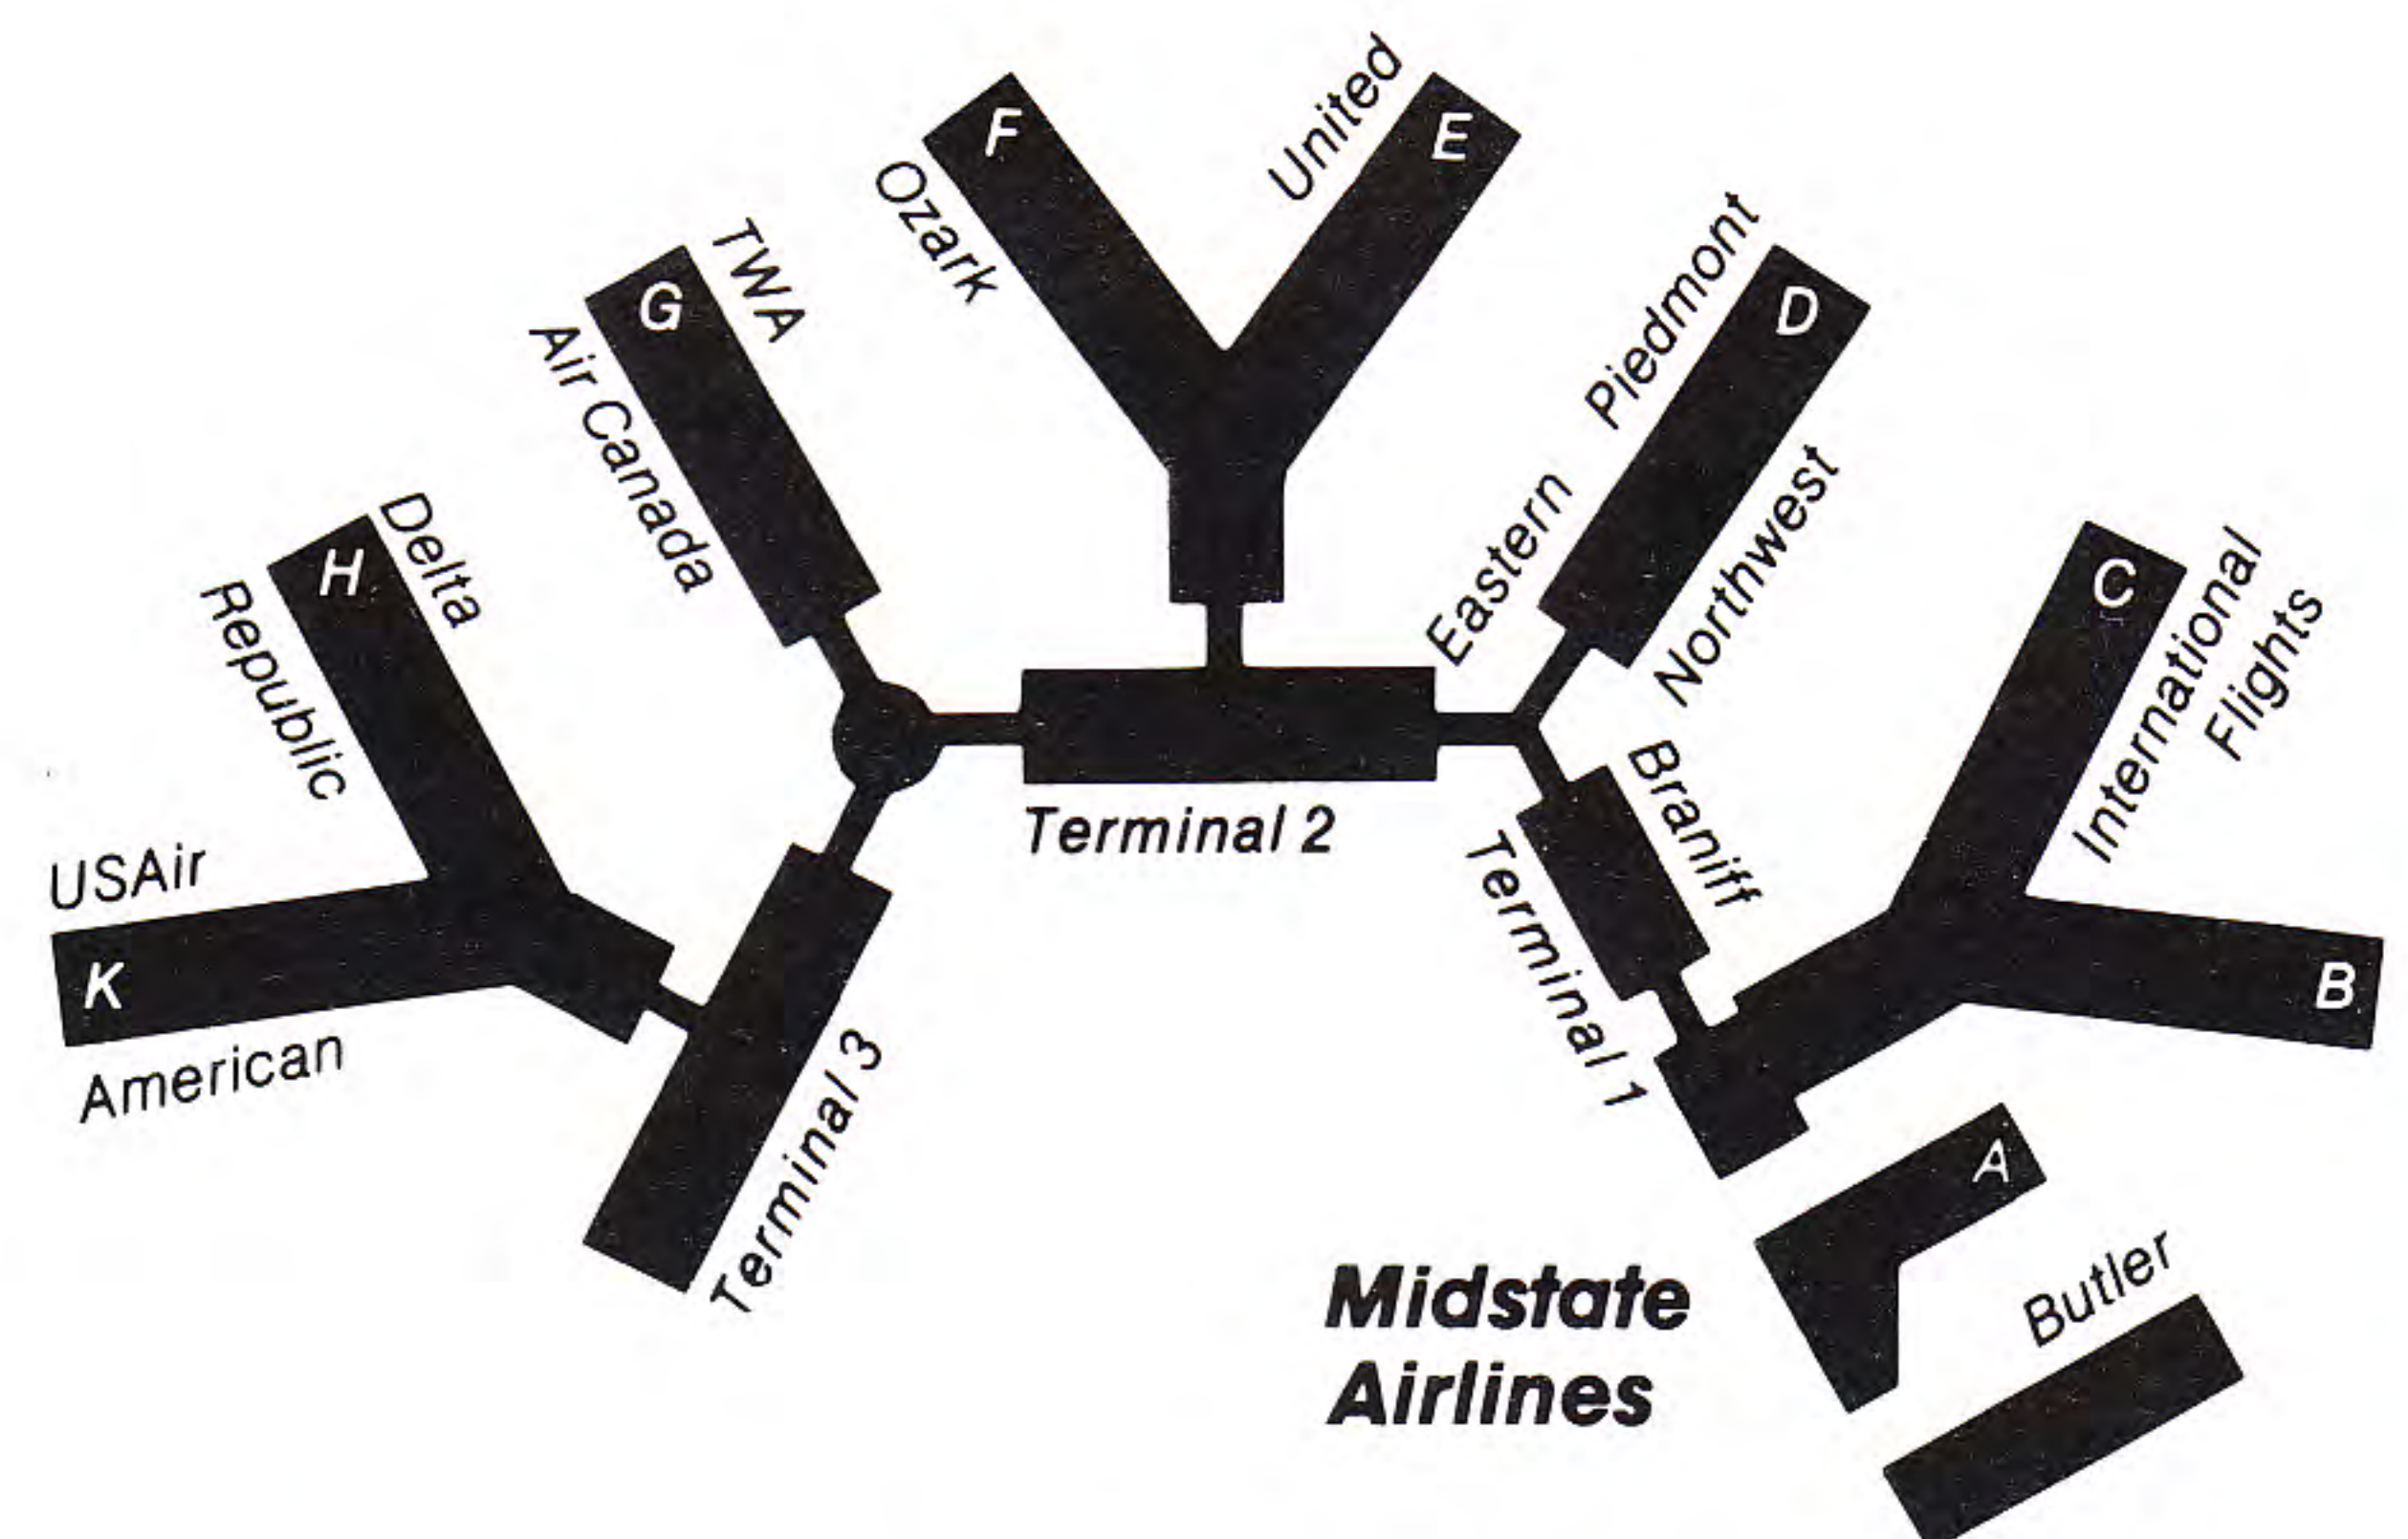 F
Ozark
United
E
G
TWA
Air Canada
Piedmont
D
Eastern
Northwest
H
Delta
Republic
C
International
Flights
USAir
K
American
Terminal 2
Braniff
Terminal 1
B
Terminal 3
A
Midstate
Airlines
Butler